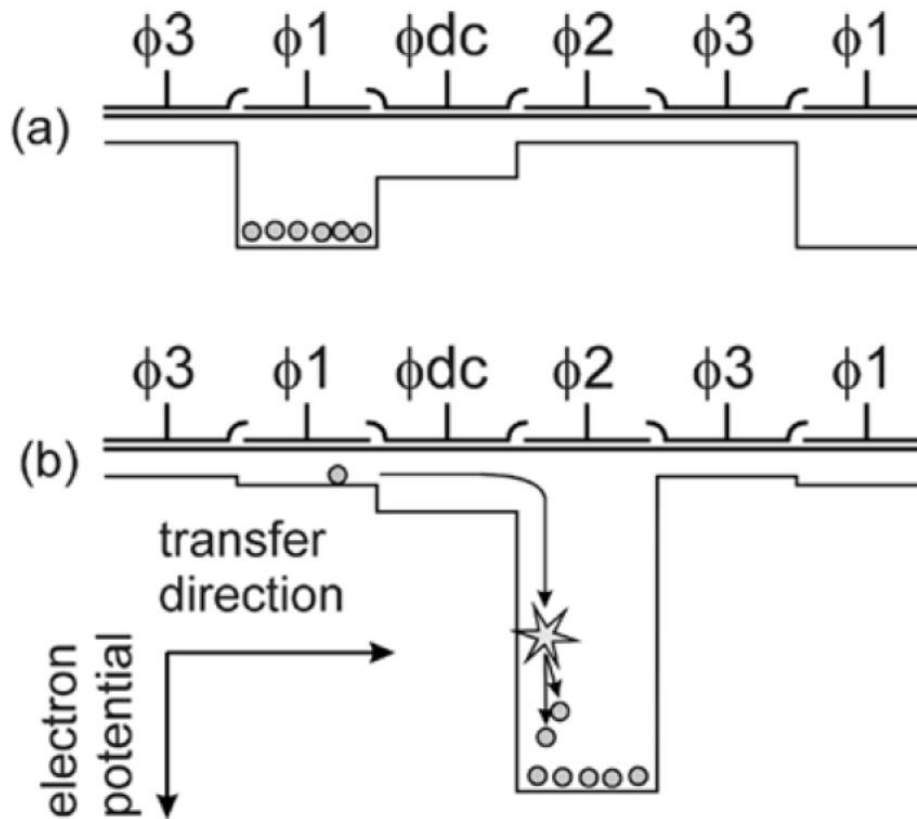 ϕ3 ϕ1 ϕdc ϕ2 ϕ3 ϕ1
(a)
ϕ3 ϕ1 ϕdc ϕ2 ϕ3 ϕ1
(b)
transfer
direction
electron
potential